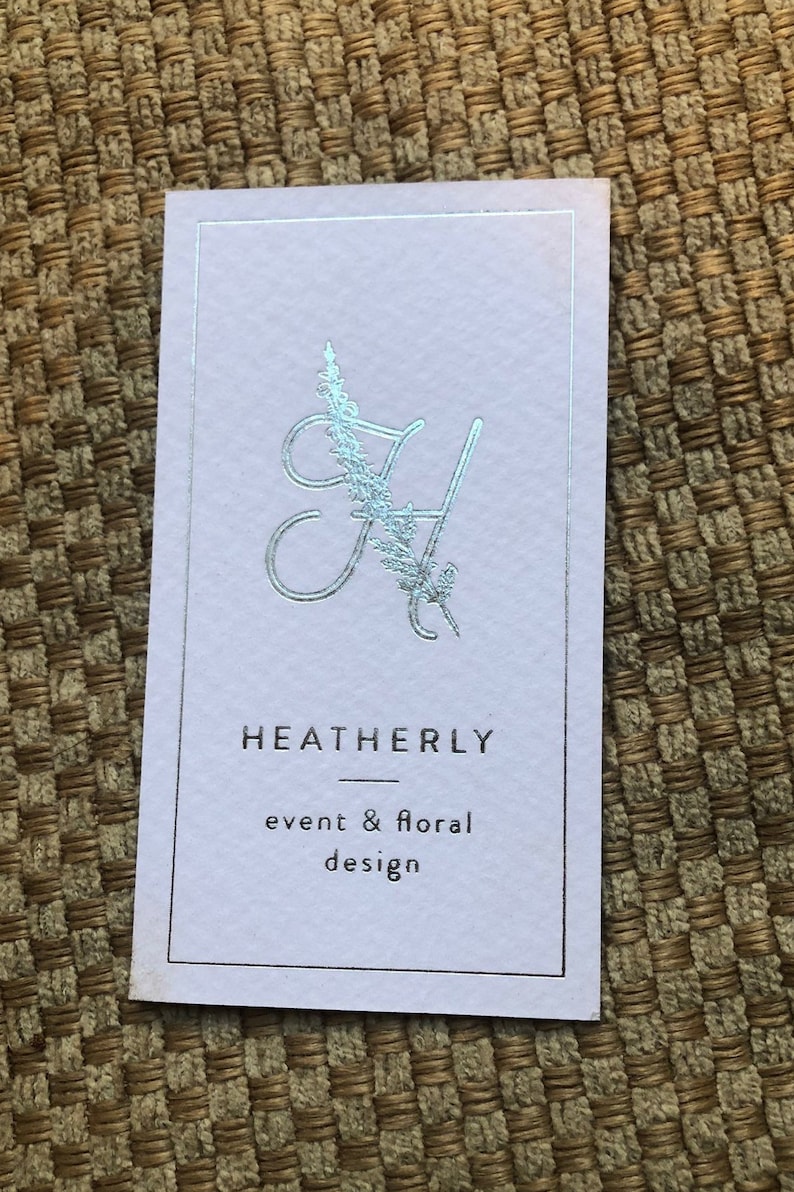 H
HEATHERLY
event & floral
design